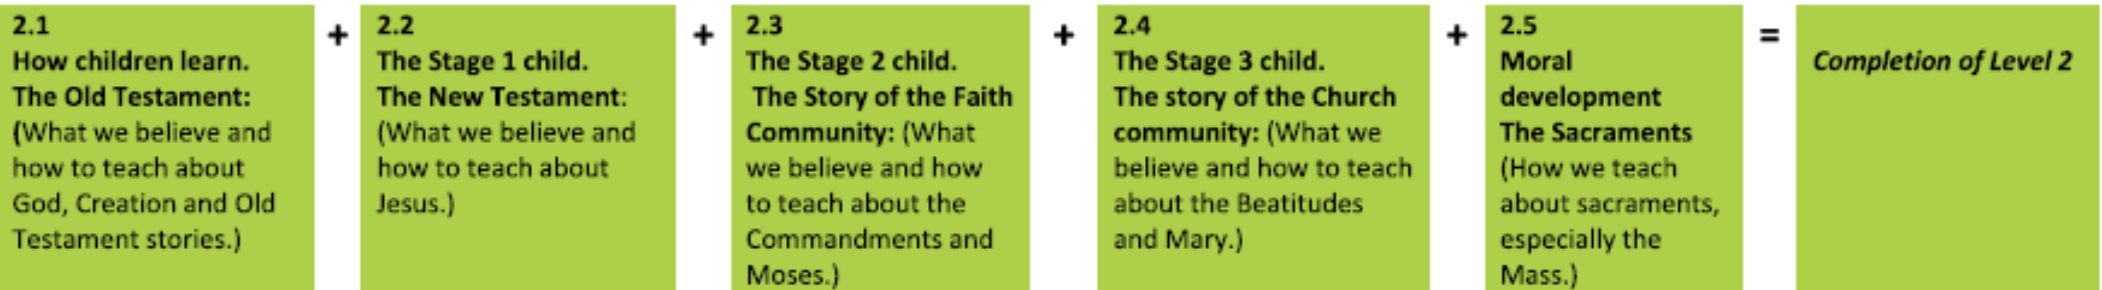 2.1
How children learn.
The Old Testament:
(What we believe and
how to teach about
God, Creation and Old
Testament stories.)
+
2.2
The Stage 1 child.
The New Testament:
(What we believe and
how to teach about
Jesus.)
+
2.3
The Stage 2 child.
The Story of the Faith
Community: (What
we believe and how
to teach about the
Commandments and
Moses.)
+
2.4
The Stage 3 child.
The story of the Church
community: (What we
believe and how to teach
about the Beatitudes
and Mary.)
+
2.5
Moral
development
The Sacraments
(How we teach
about sacraments,
especially the
Mass.)
=
Completion of Level 2